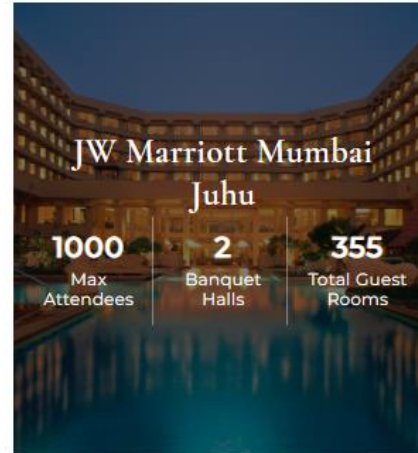 JW Marriott Mumbai
Juhu
1000
Max
Attendees
2
Banquet
Halls
355
Total Guest
Rooms